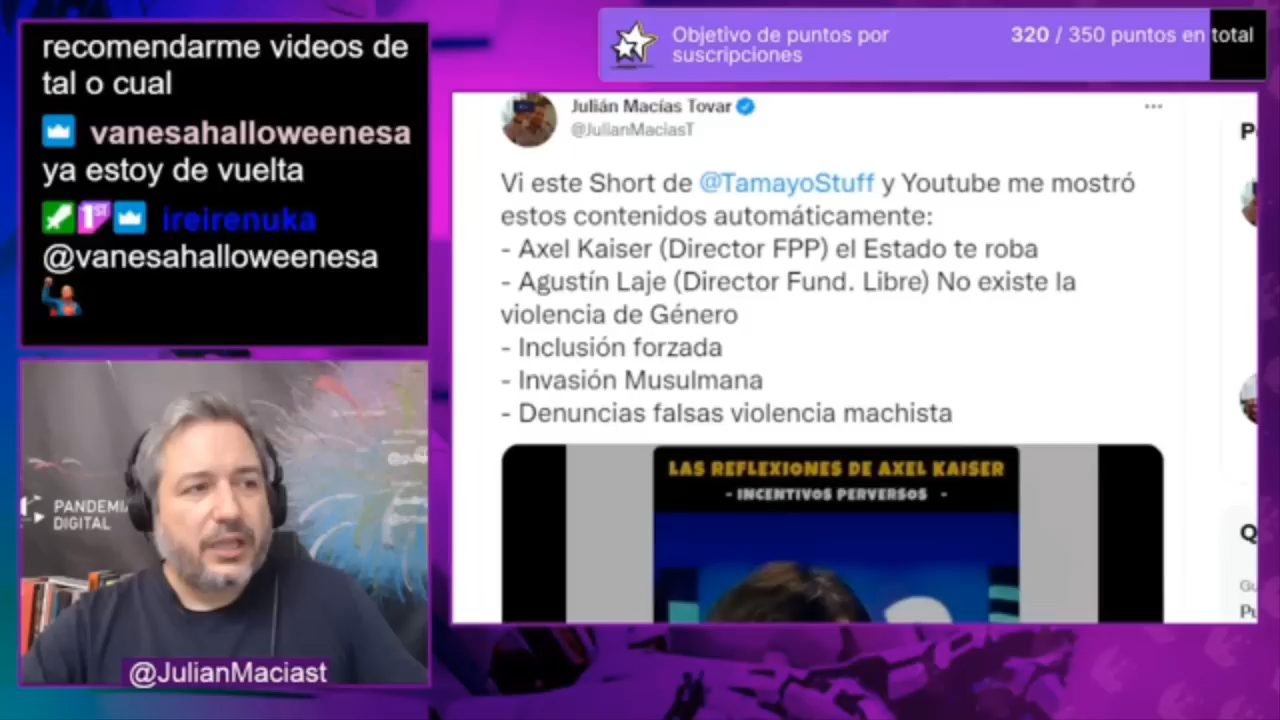 recomendarme videos de
tal o cual
vanesahalloweenesa
ya estoy de vuelta
1ST ireirenuka
@vanesahalloweenesa
PANDEMI
DIGITAL
@JulianMaciast
Objetivo de puntos por
suscripciones
320 / 350 puntos en total
Julián Macías Tovar
@JulianMaciasT
Vi este Short de @TamayoStuff y Youtube me mostró
estos contenidos automáticamente:
- Axel Kaiser (Director FPP) el Estado te roba
- Agustín Laje (Director Fund. Libre) No existe la
violencia de Género
- Inclusión forzada
- Invasión Musulmana
- Denuncias falsas violencia machista
LAS REFLEXIONES DE AXEL KAISER
- INCENTIVOS PERVERSOS -